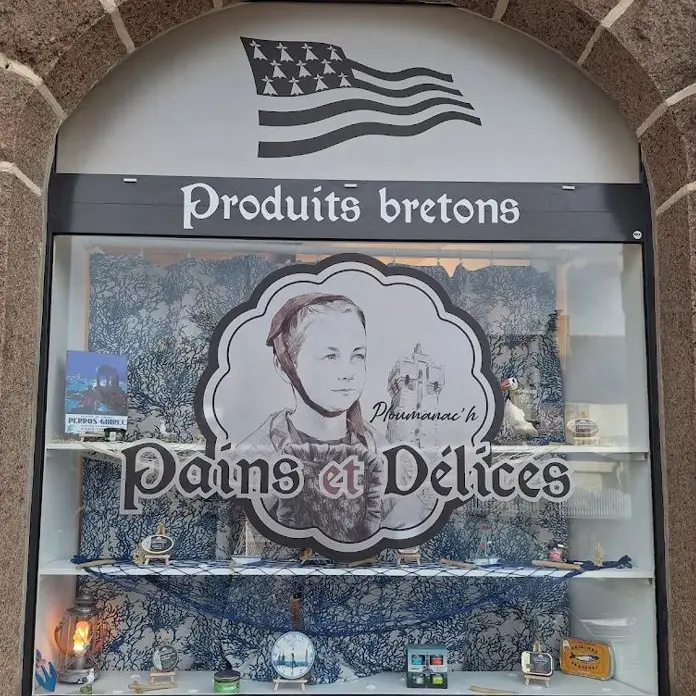 Produits bretons
Ploumanac'h
Pains et Délices
PERROS-GUIREC